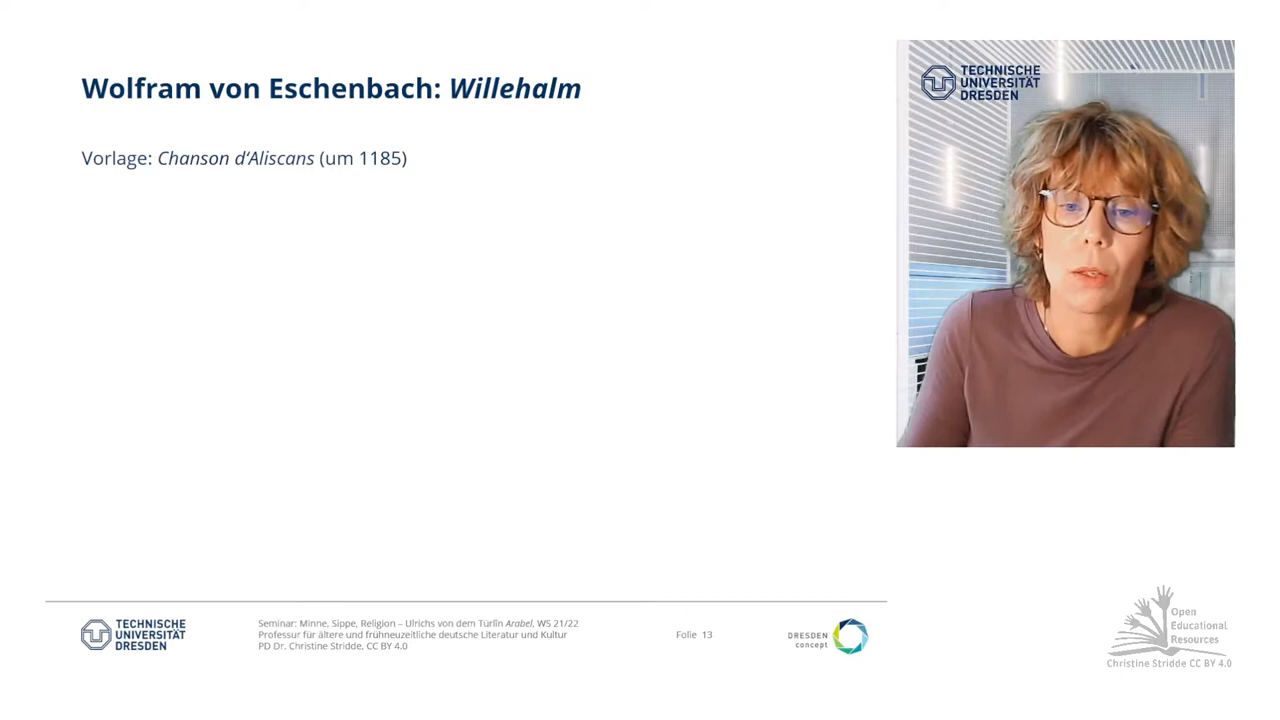 Wolfram von Eschenbach: Willehalm
Vorlage: Chanson d‘Aliscans (um 1185)
TECHNISCHE
UNIVERSITÄT
DRESDEN
TECHNISCHE
UNIVERSITÄT
DRESDEN
Seminar: Minne, Sippe, Religion – Ulrichs von dem Türlîn Arabel, WS 21/22
Professur für ältere und frühneuzeitliche deutsche Literatur und Kultur
PD Dr. Christine Stridde, CC BY 4.0
Folie 13
DRESDEN
concept
Open
Educational
Resources
Christine Stridde CC BY 4.0